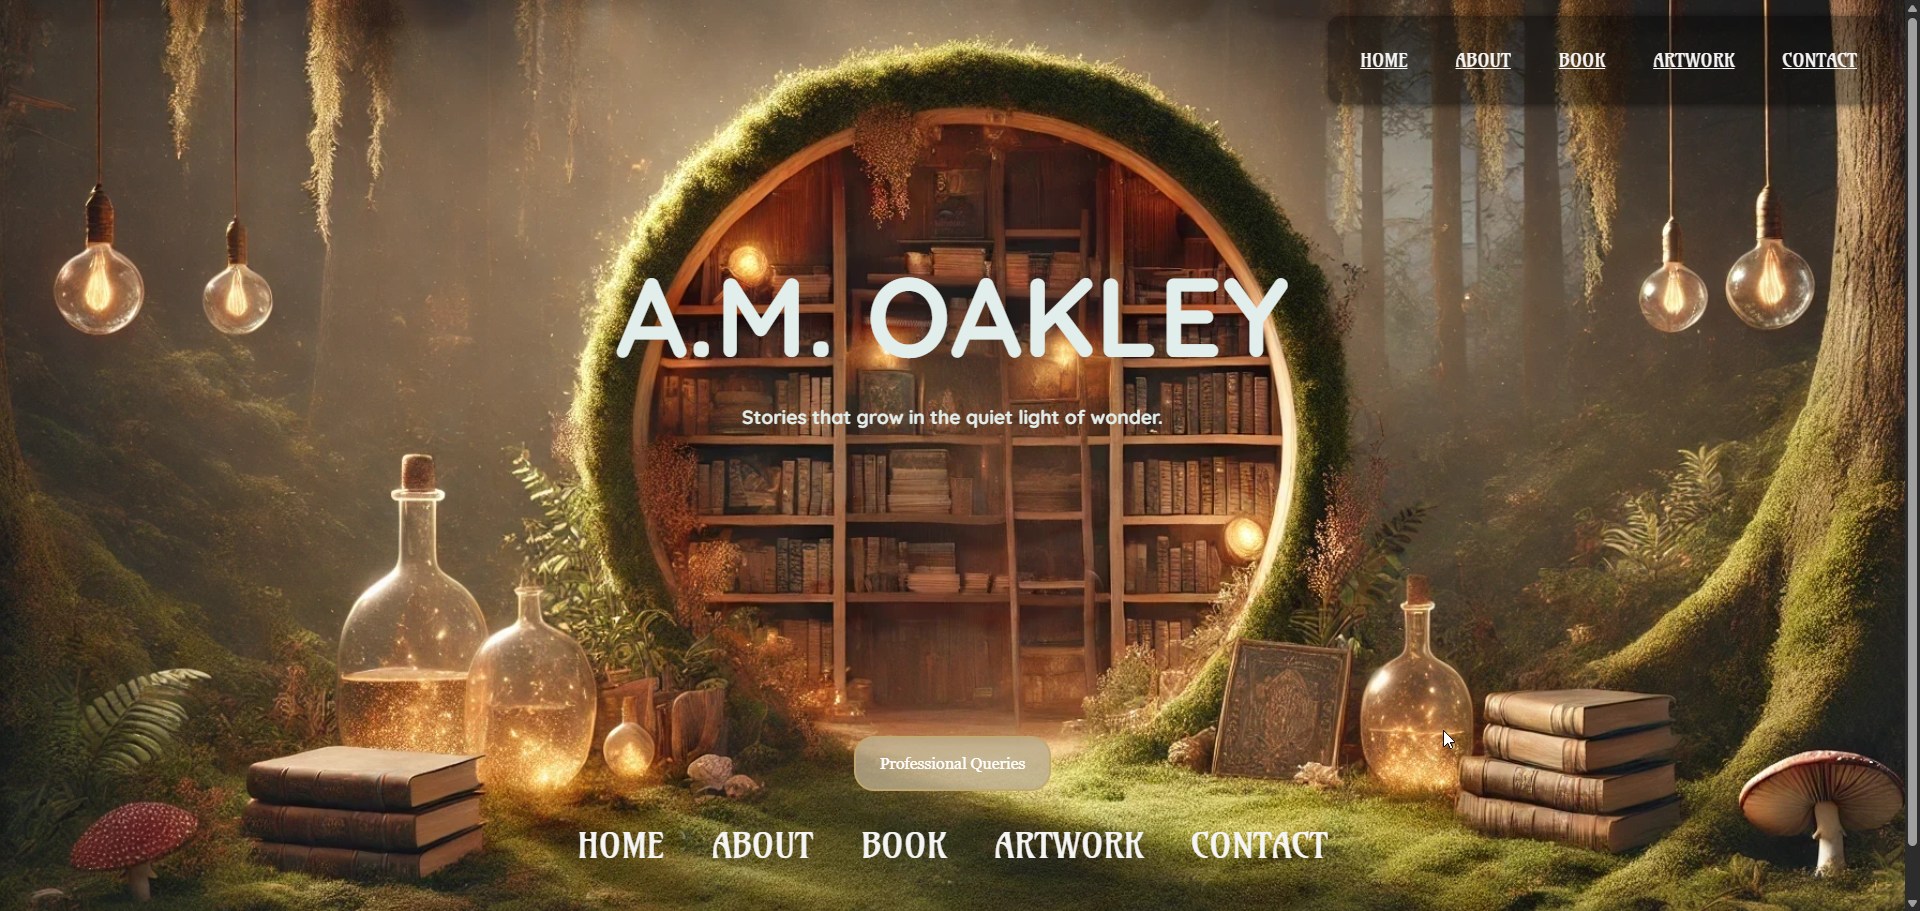 HOME ABOUT BOOK ARTWORK CONTACT
A.M. OAKLEY
Stories that grow in the quiet light of wonder.
Professional Queries
HOME ABOUT BOOK ARTWORK CONTACT